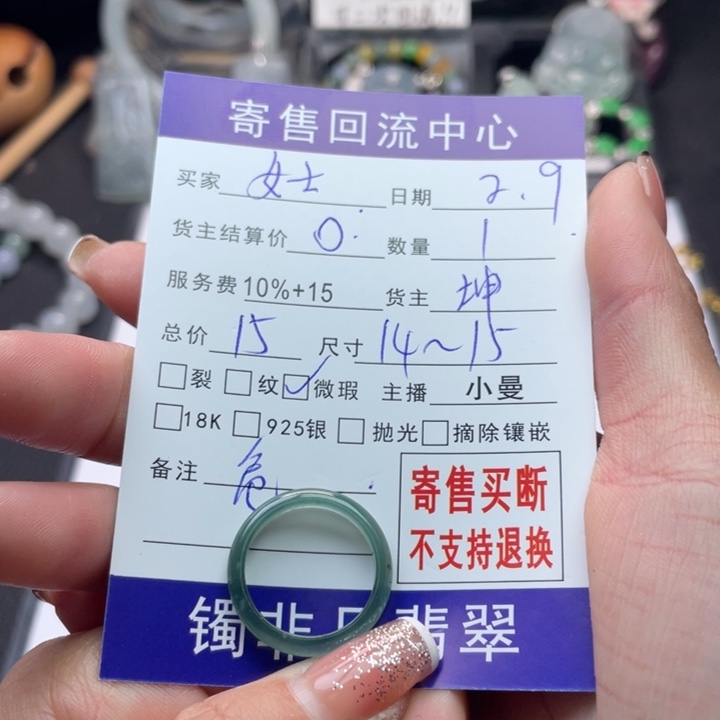 寄售回流中心
买家 女士 日期 2.9
货主结算价 0. 数量 1
服务费 10%+15 货主 坤
总价 15 尺寸 14~15
裂 纹 微瑕 主播 小曼
18K 925银 抛光 摘除镶嵌
备注
寄售买断
不支持退换
镯非 翡翠